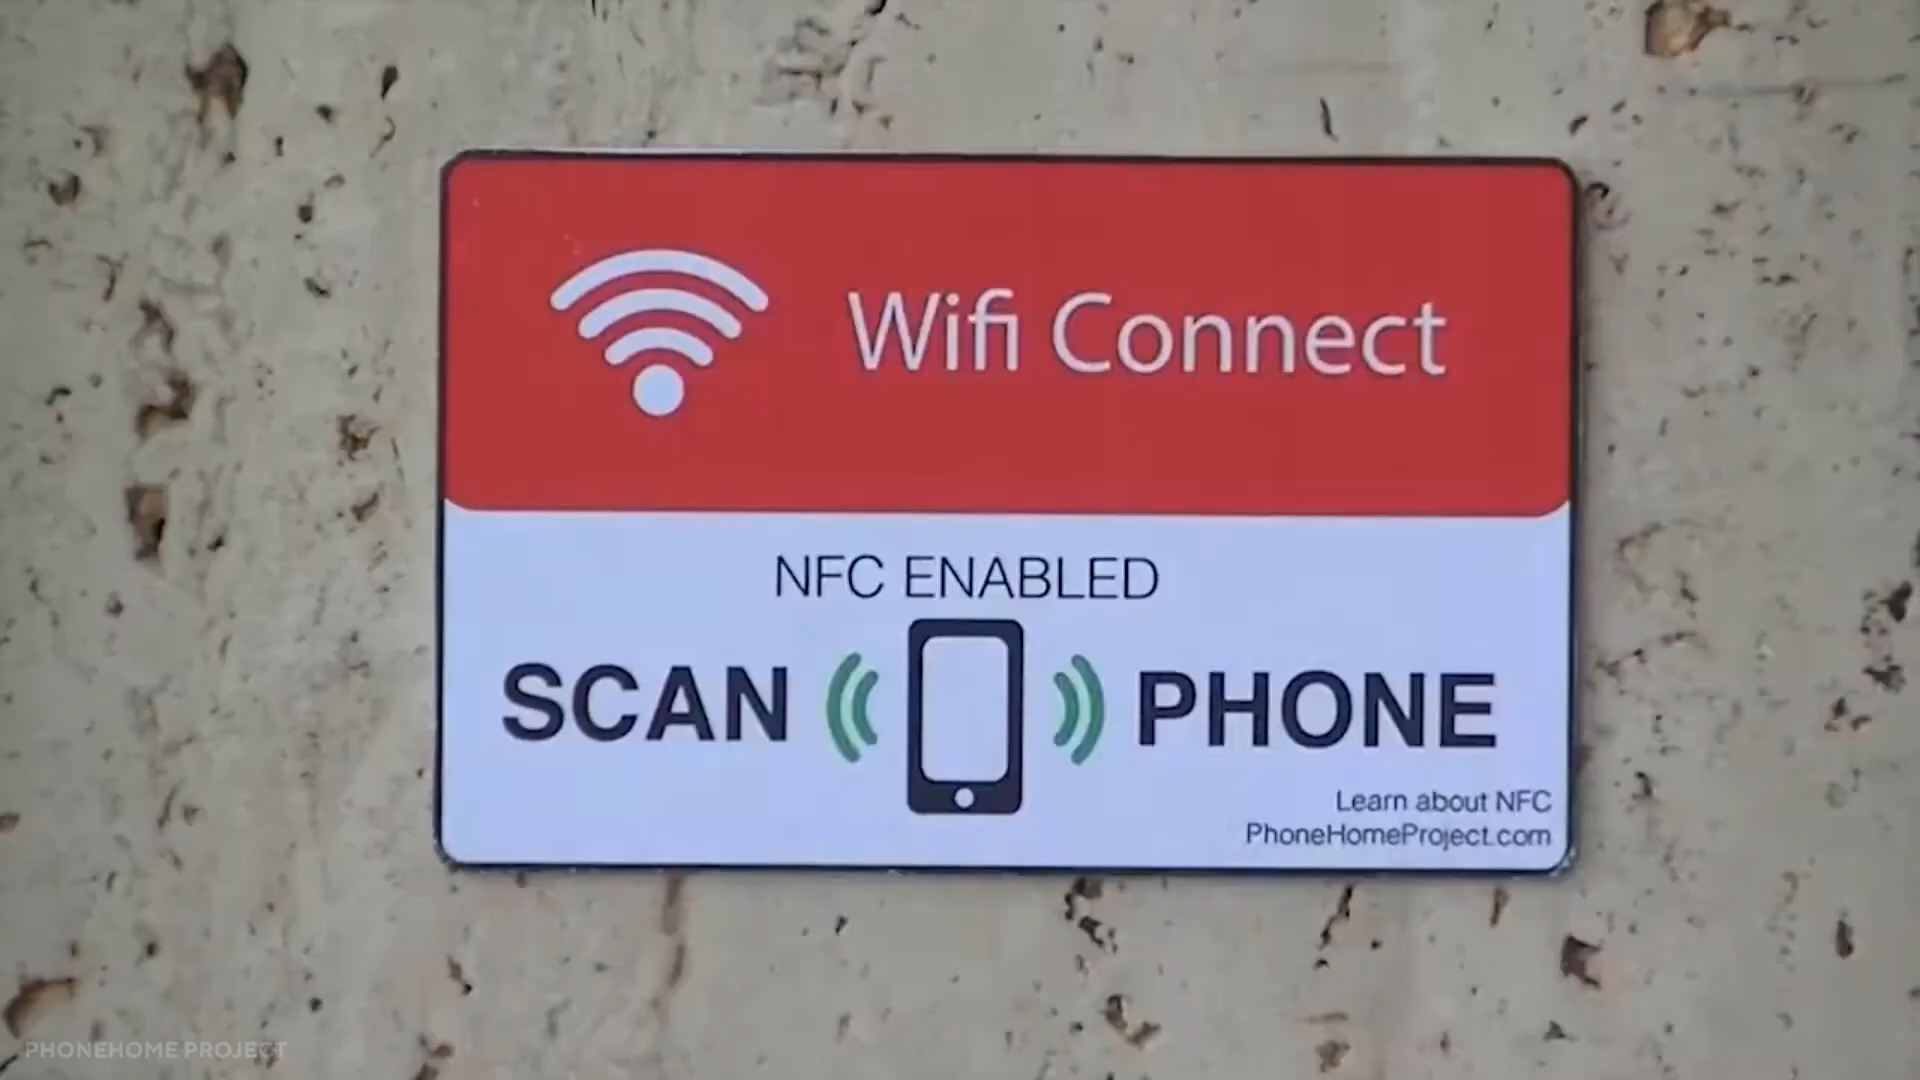 Wifi Connect
NFC ENABLED
SCAN PHONE
Learn about NFC
PhoneHomeProject.com
PHONEHOME PROJECT